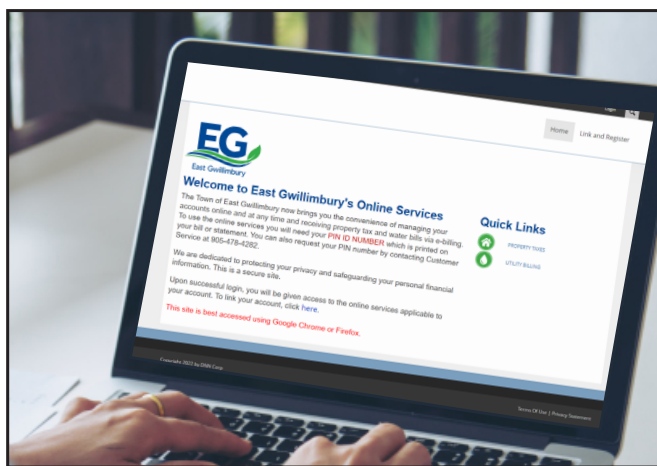 Login
Home Link and Register
EG
East Gwillimbury
Welcome to East Gwillimbury's Online Services
The Town of East Gwillimbury now brings you the convenience of managing your
accounts online and at any time and receiving property tax and water bills via e-billing.
To use the online services you will need your PIN ID NUMBER which is printed on
your bill or statement. You can also request your PIN number by contacting Customer
Service at 905-478-4282.
We are dedicated to protecting your privacy and safeguarding your personal financial
information. This is a secure site.
Upon successful login, you will be given access to the online services applicable to
your account. To link your account, click here.
This site is best accessed using Google Chrome or Firefox.
Quick Links
PROPERTY TAXES
UTILITY BILLING
Copyright 2022 by DNN Corp
Terms Of Use | Privacy Statement